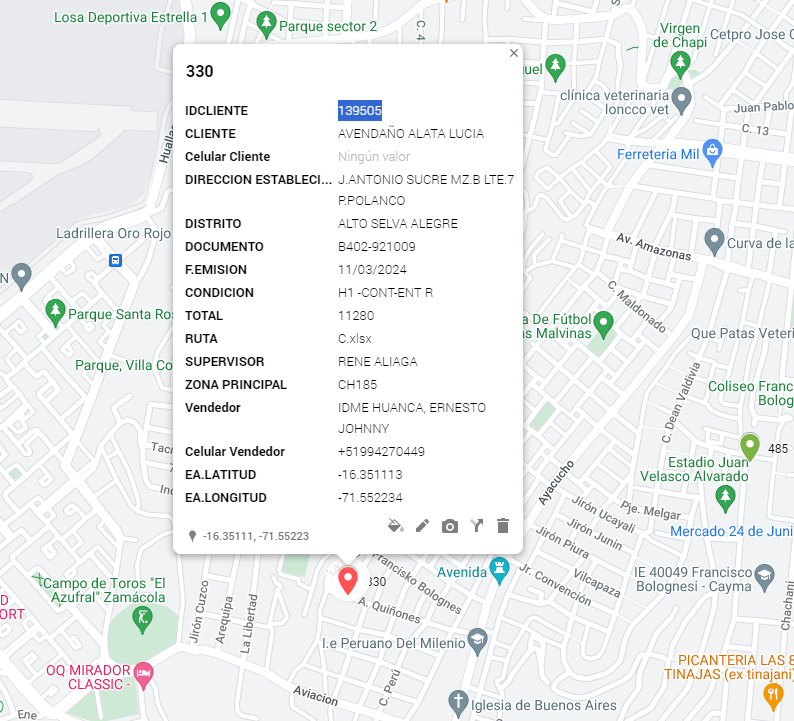 Losa Deportiva Estrella 1
Parque sector 2
C. 4
Virgen
de Chapi
Cetpro Jose C
uel
clínica veterinaria
loncco vet
Juan Pablo
C. 13
Ferreteria Mil
Huallas
330
×
IDCLIENTE 139505
CLIENTE AVENDAÑO ALATA LUCIA
Celular Cliente Ningún valor
DIRECCION ESTABLECI... J.ANTONIO SUCRE MZ.B LTE.7
P.POLANCO
DISTRITO ALTO SELVA ALEGRE
DOCUMENTO B402-921009
F.EMISION 11/03/2024
CONDICION H1 -CONT-ENT R
TOTAL 11280
RUTA C.xlsx
SUPERVISOR RENE ALIAGA
ZONA PRINCIPAL CH185
Vendedor IDME HUANCA, ERNESTO
JOHNNY
Celular Vendedor +51994270449
EA.LATITUD -16.351113
EA.LONGITUD -71.552234
-16.35111, -71.55223
Ladrillera Oro Rojo
N
Parque Santa Ros
Parque, Villa Co
Av. Amazonas
Curva de la
C. Maldonado
a De Fútbol
as Malvinas
Que Patas Veteri
C. Dean Valdivia
Coliseo Franc
Bolog
485
Estadio Juan
Velasco Alvarado
Ayacucho
Pje. Melgar
Jirón Ucayali
Jirón Junin
Jirón Piura
Mercado 24 de Juni
Vilcapaza
Jr. Convención
Avenida
IE 40049 Francisco
Bolognesi - Cayma
Chachani
330
Francisko Bolognes
A. Quiñones
Campo de Toros "El
Azufral" Zamácola
D
ORT
Jirón Cuzco
Arequipa
La Libertad
I.e Peruano Del Milenio
OQ MIRADOR
CLASSIC -
Aviacion
C. Perú
Iglesia de Buenos Aires
PICANTERIA LAS 8
TINAJAS (ex tinajani)